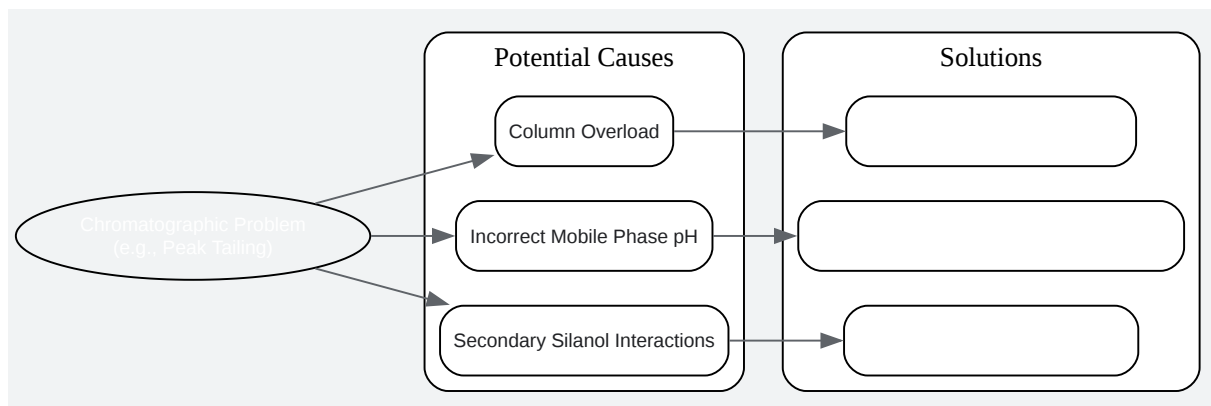 Potential Causes
Solutions
Column Overload
Chromatographic Problem
(e.g., Peak Tailing)
Incorrect Mobile Phase pH
Secondary Silanol Interactions